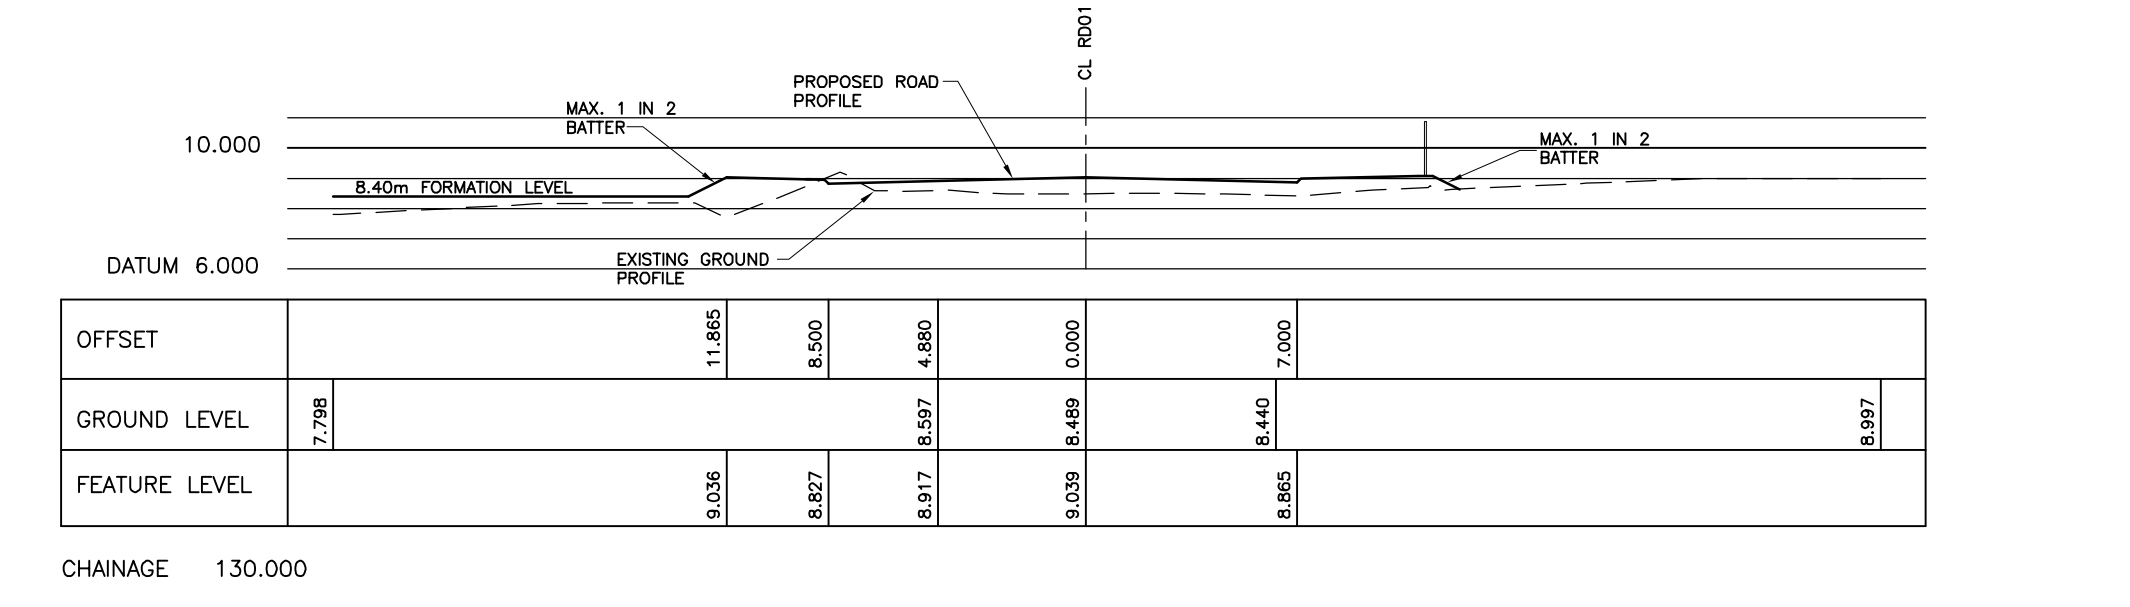 CL RD01
PROPOSED ROAD
PROFILE
MAX. 1 IN 2
BATTER
MAX. 1 IN 2
BATTER
10.000
8.40m FORMATION LEVEL
EXISTING GROUND
PROFILE
DATUM 6.000
OFFSET 11.865 8.500 4.880 0.000 7.000
GROUND LEVEL 7.798 8.597 8.489 8.440 8.997
FEATURE LEVEL 9.036 8.827 8.917 9.039 8.865
CHAINAGE 130.000